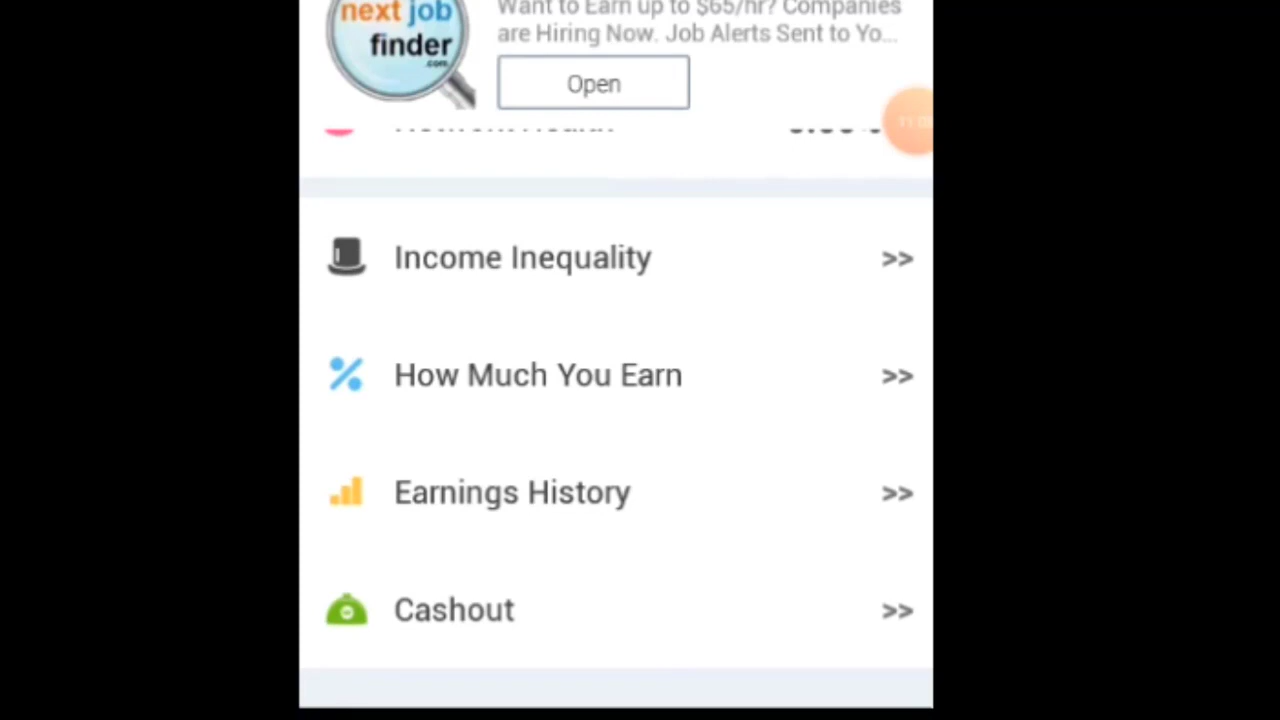 next job
finder
.com
Want to Earn up to $65/hr? Companies
are Hiring Now. Job Alerts Sent to Yo...
Open
Income Inequality >>
How Much You Earn >>
Earnings History >>
Cashout >>